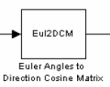 Eul2DCM
Euler Angles to
Direction Cosine Matrix